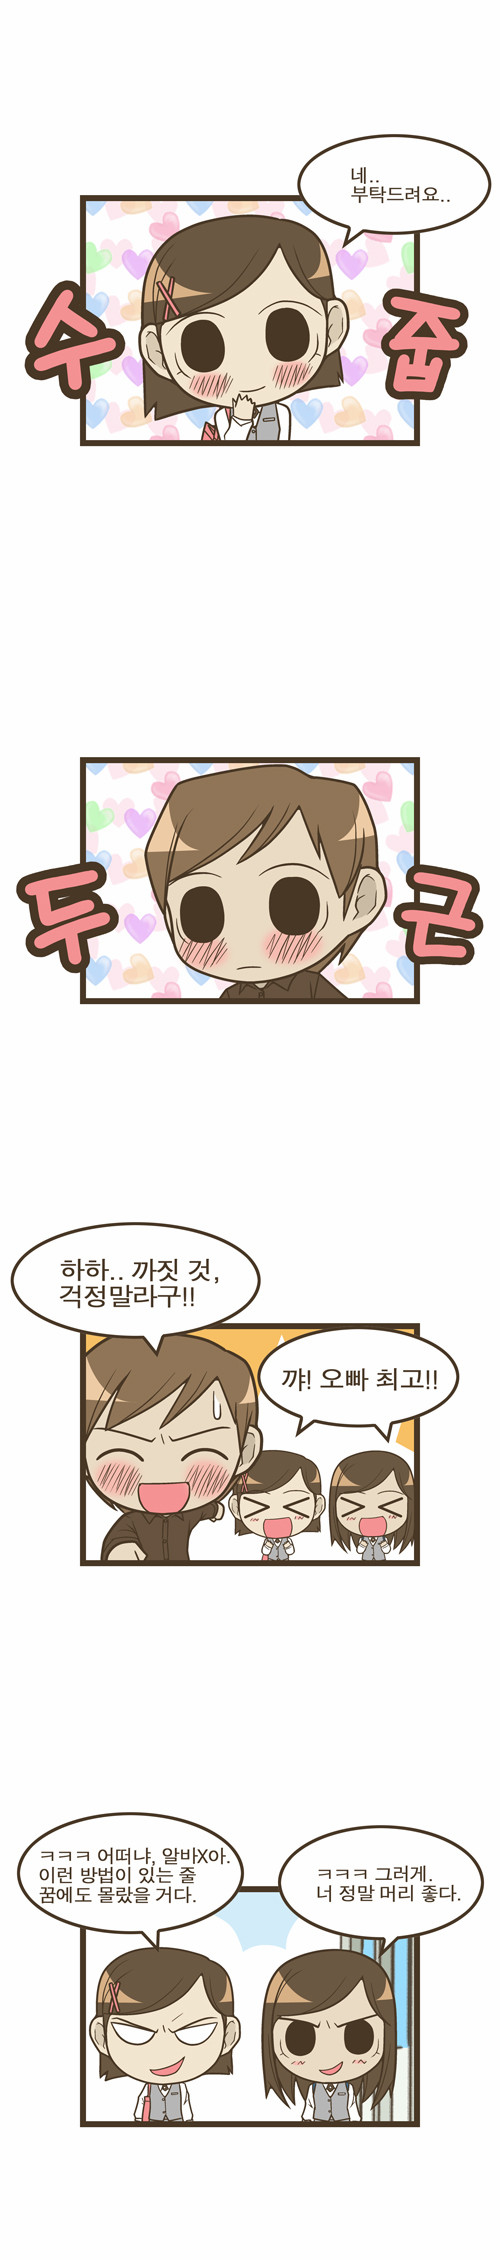 네..
부탁드려요..
수줍
두근
하하.. 까짓 것,
걱정말라구!!
꺄! 오빠 최고!!
ㅋㅋㅋ 어떠냐, 알바X아.
이런 방법이 있는 줄
꿈에도 몰랐을 거다.
ㅋㅋㅋ 그러게.
너 정말 머리 좋다.